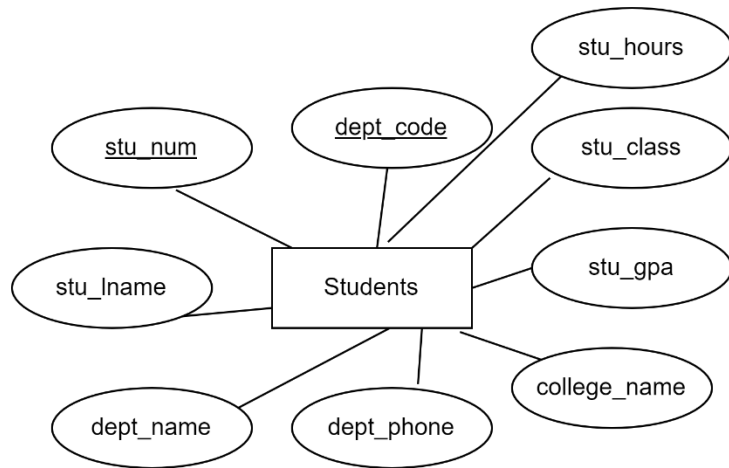 stu_hours
dept_code
stu_num
stu_class
stu_gpa
stu_lname
Students
college_name
dept_name
dept_phone